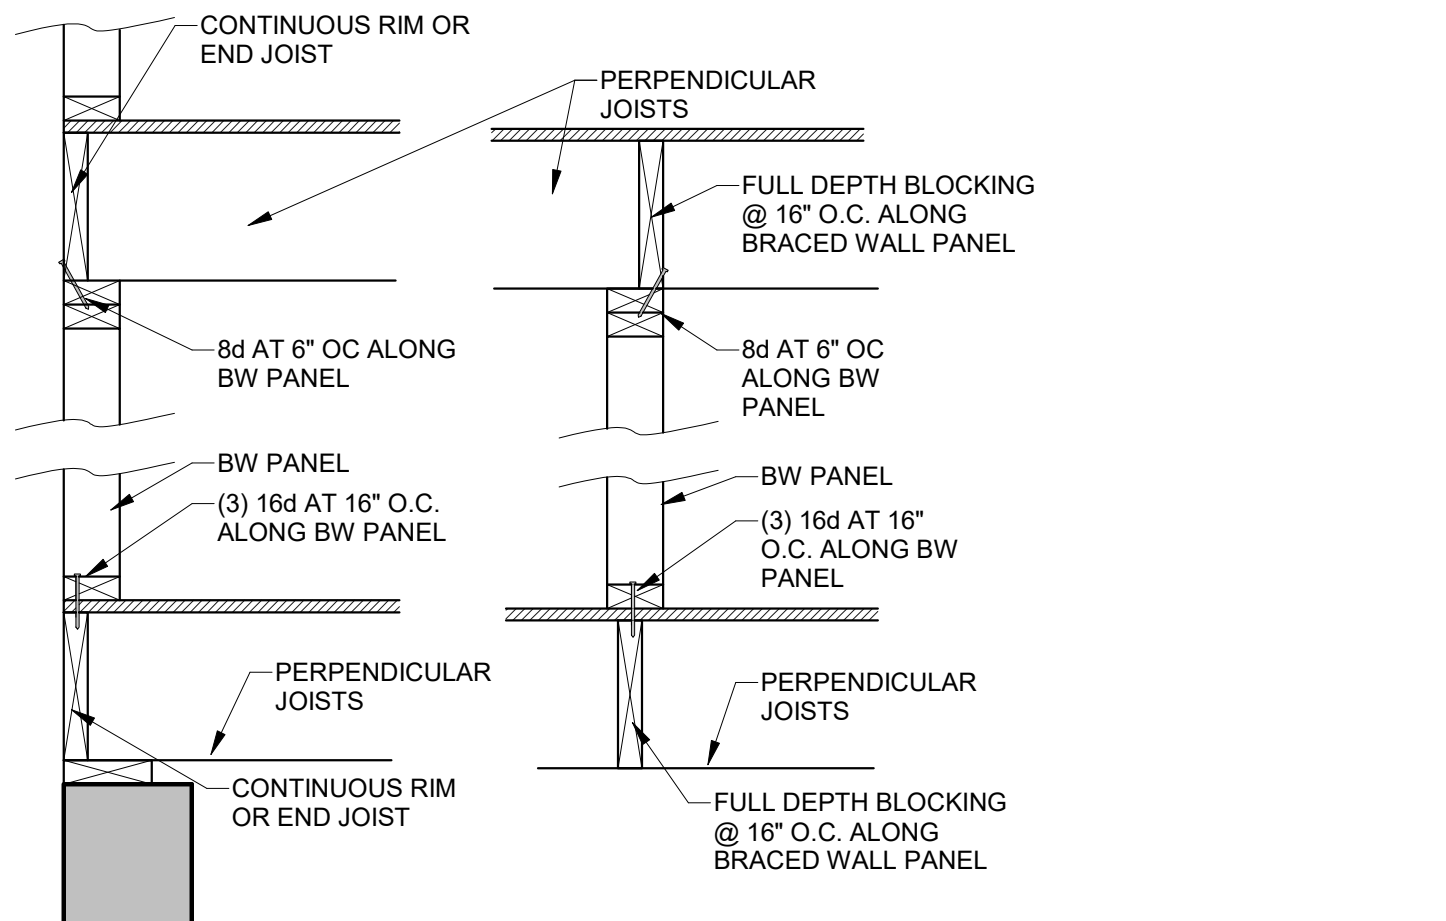 CONTINUOUS RIM OR
END JOIST
PERPENDICULAR
JOISTS
FULL DEPTH BLOCKING
@ 16" O.C. ALONG
BRACED WALL PANEL
8d AT 6" OC ALONG
BW PANEL
8d AT 6" OC
ALONG BW
PANEL
BW PANEL
(3) 16d AT 16" O.C.
ALONG BW PANEL
BW PANEL
(3) 16d AT 16"
O.C. ALONG BW
PANEL
PERPENDICULAR
JOISTS
PERPENDICULAR
JOISTS
CONTINUOUS RIM
OR END JOIST
FULL DEPTH BLOCKING
@ 16" O.C. ALONG
BRACED WALL PANEL